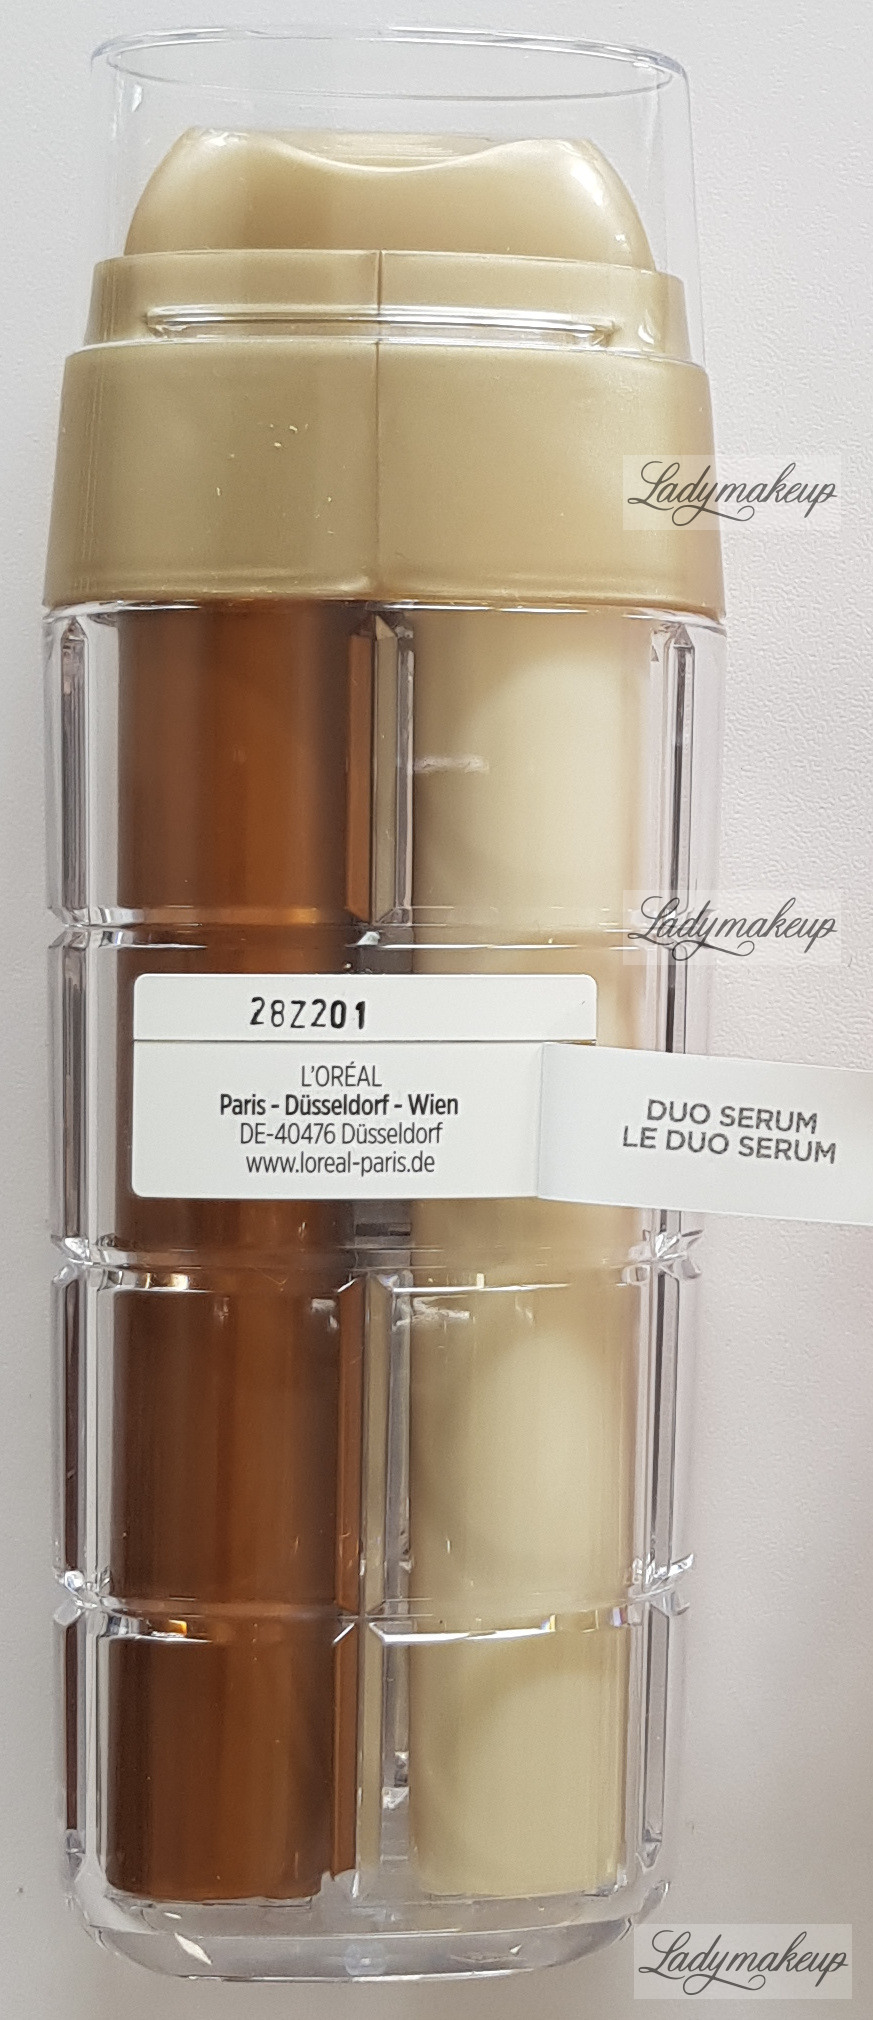 Ladymakeup
Ladymakeup
28Z201
L'ORÉAL
Paris - Düsseldorf - Wien
DE-40476 Düsseldorf
www.loreal-paris.de
DUO SERUM
LE DUO SERUM
Ladymakeup